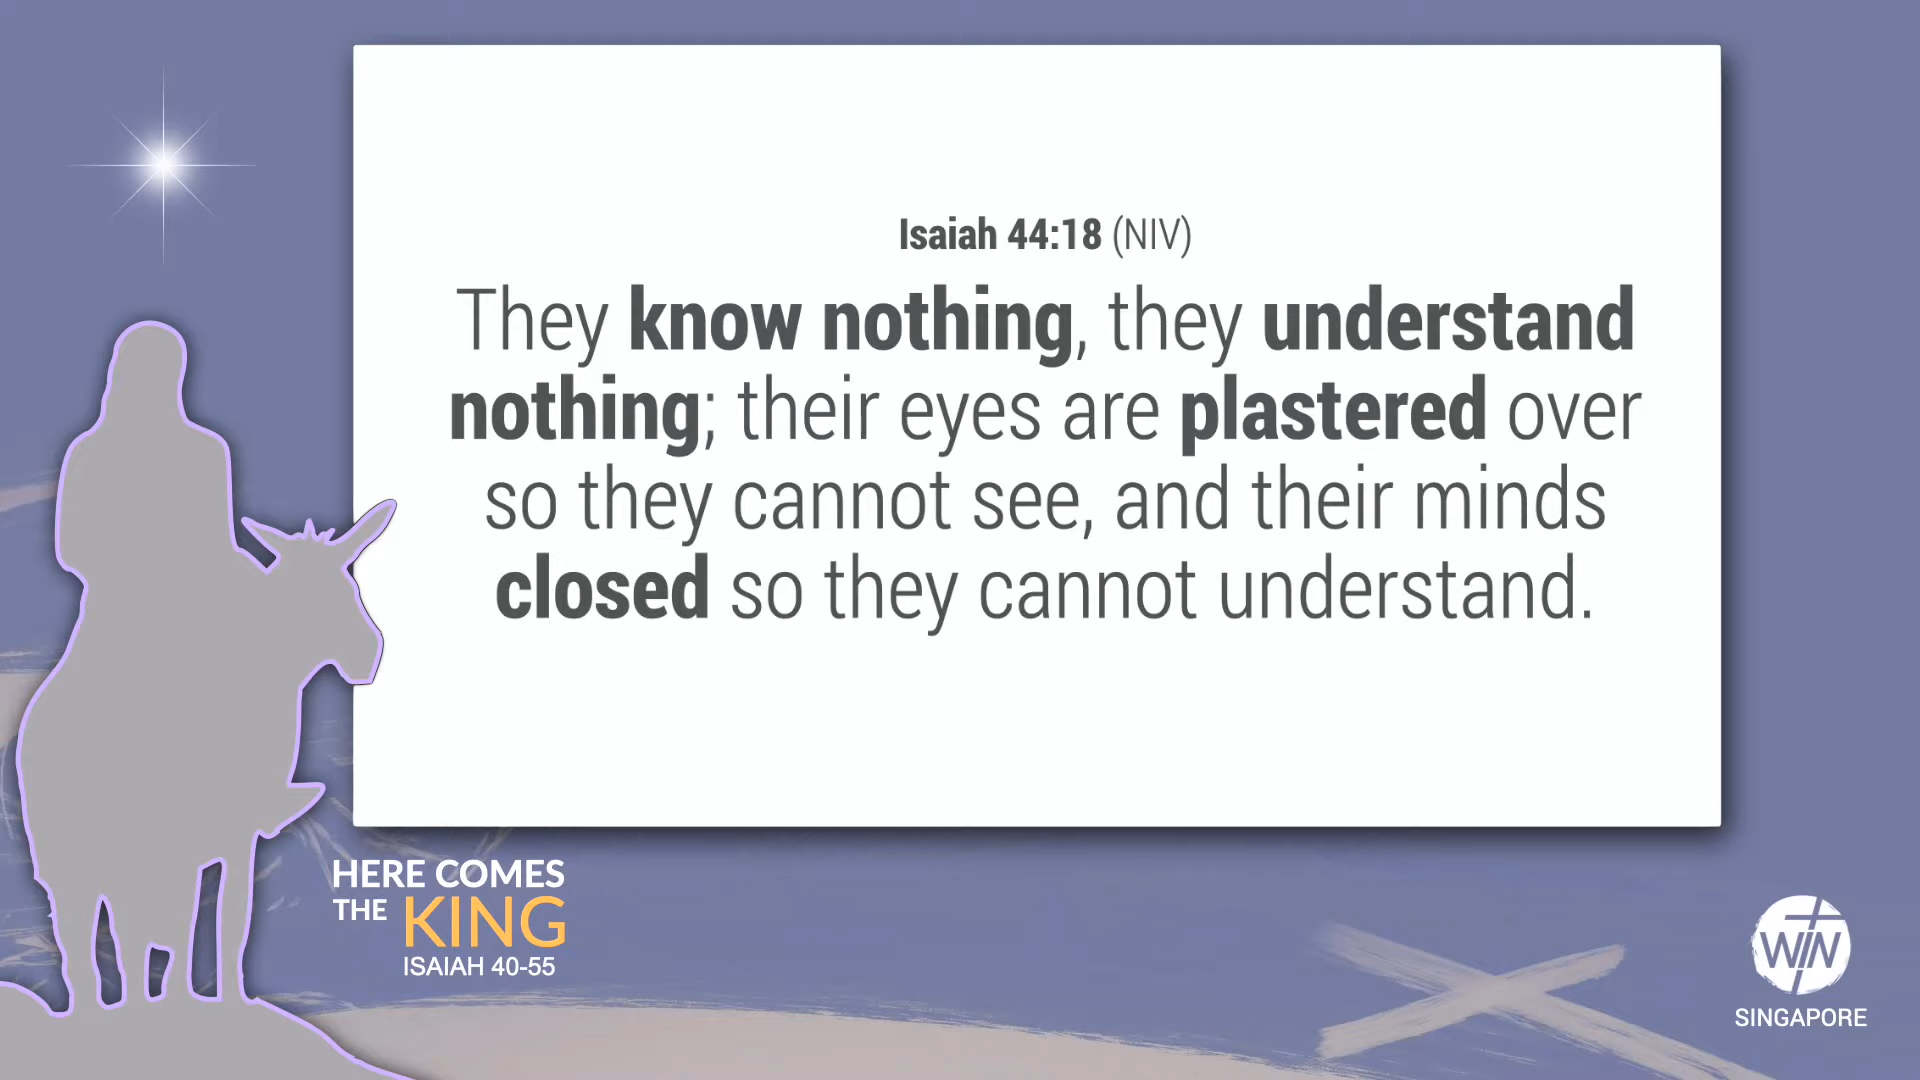 Isaiah 44:18 (NIV)
They know nothing, they understand
nothing; their eyes are plastered over
so they cannot see, and their minds
closed so they cannot understand.
HERE COMES
THE KING
ISAIAH 40-55
WIN
SINGAPORE